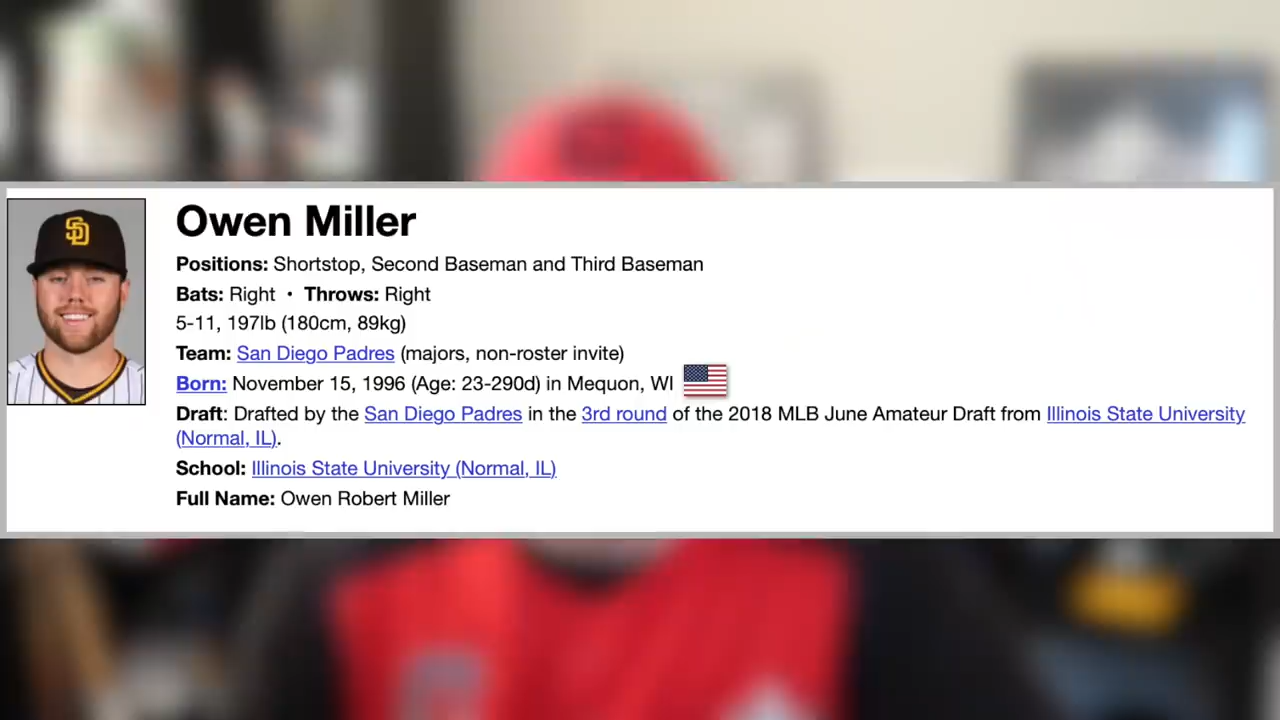 SD
Owen Miller
Positions: Shortstop, Second Baseman and Third Baseman
Bats: Right • Throws: Right
5-11, 197lb (180cm, 89kg)
Team: San Diego Padres (majors, non-roster invite)
Born: November 15, 1996 (Age: 23-290d) in Mequon, WI
Draft: Drafted by the San Diego Padres in the 3rd round of the 2018 MLB June Amateur Draft from Illinois State University
(Normal, IL).
School: Illinois State University (Normal, IL)
Full Name: Owen Robert Miller